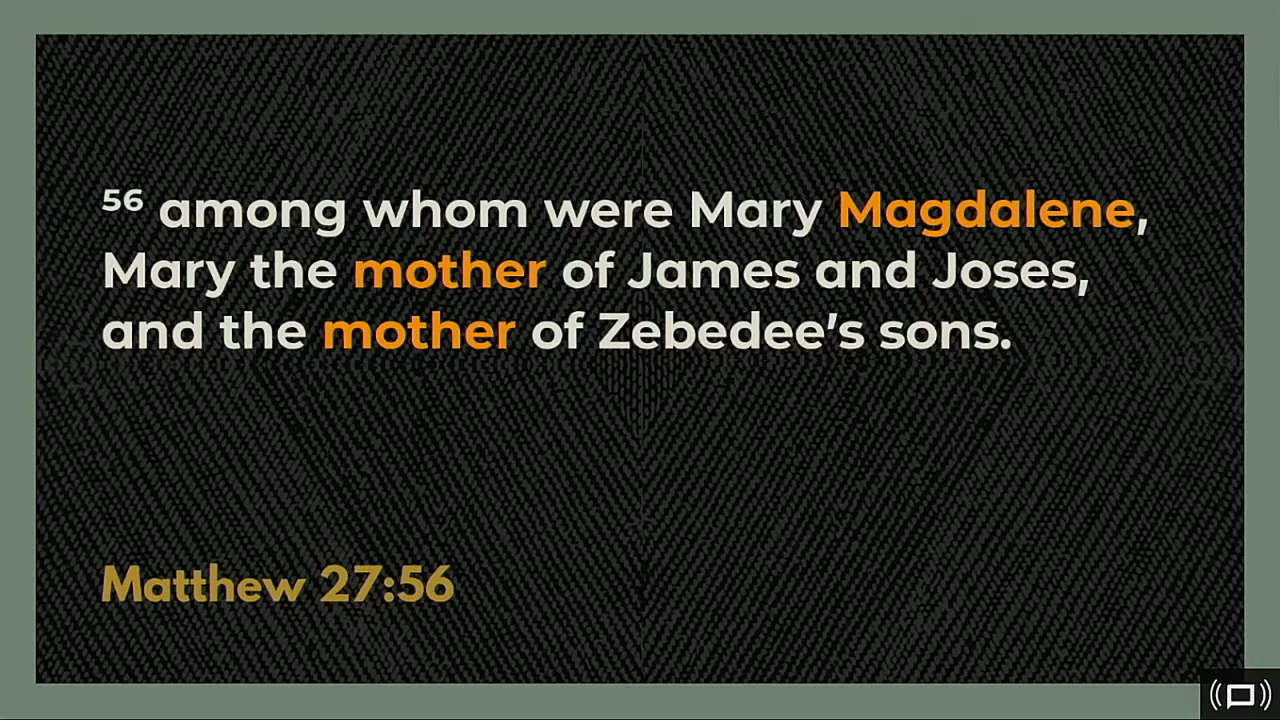 ⁵⁶ among whom were Mary Magdalene,
Mary the mother of James and Joses,
and the mother of Zebedee’s sons.
Matthew 27:56